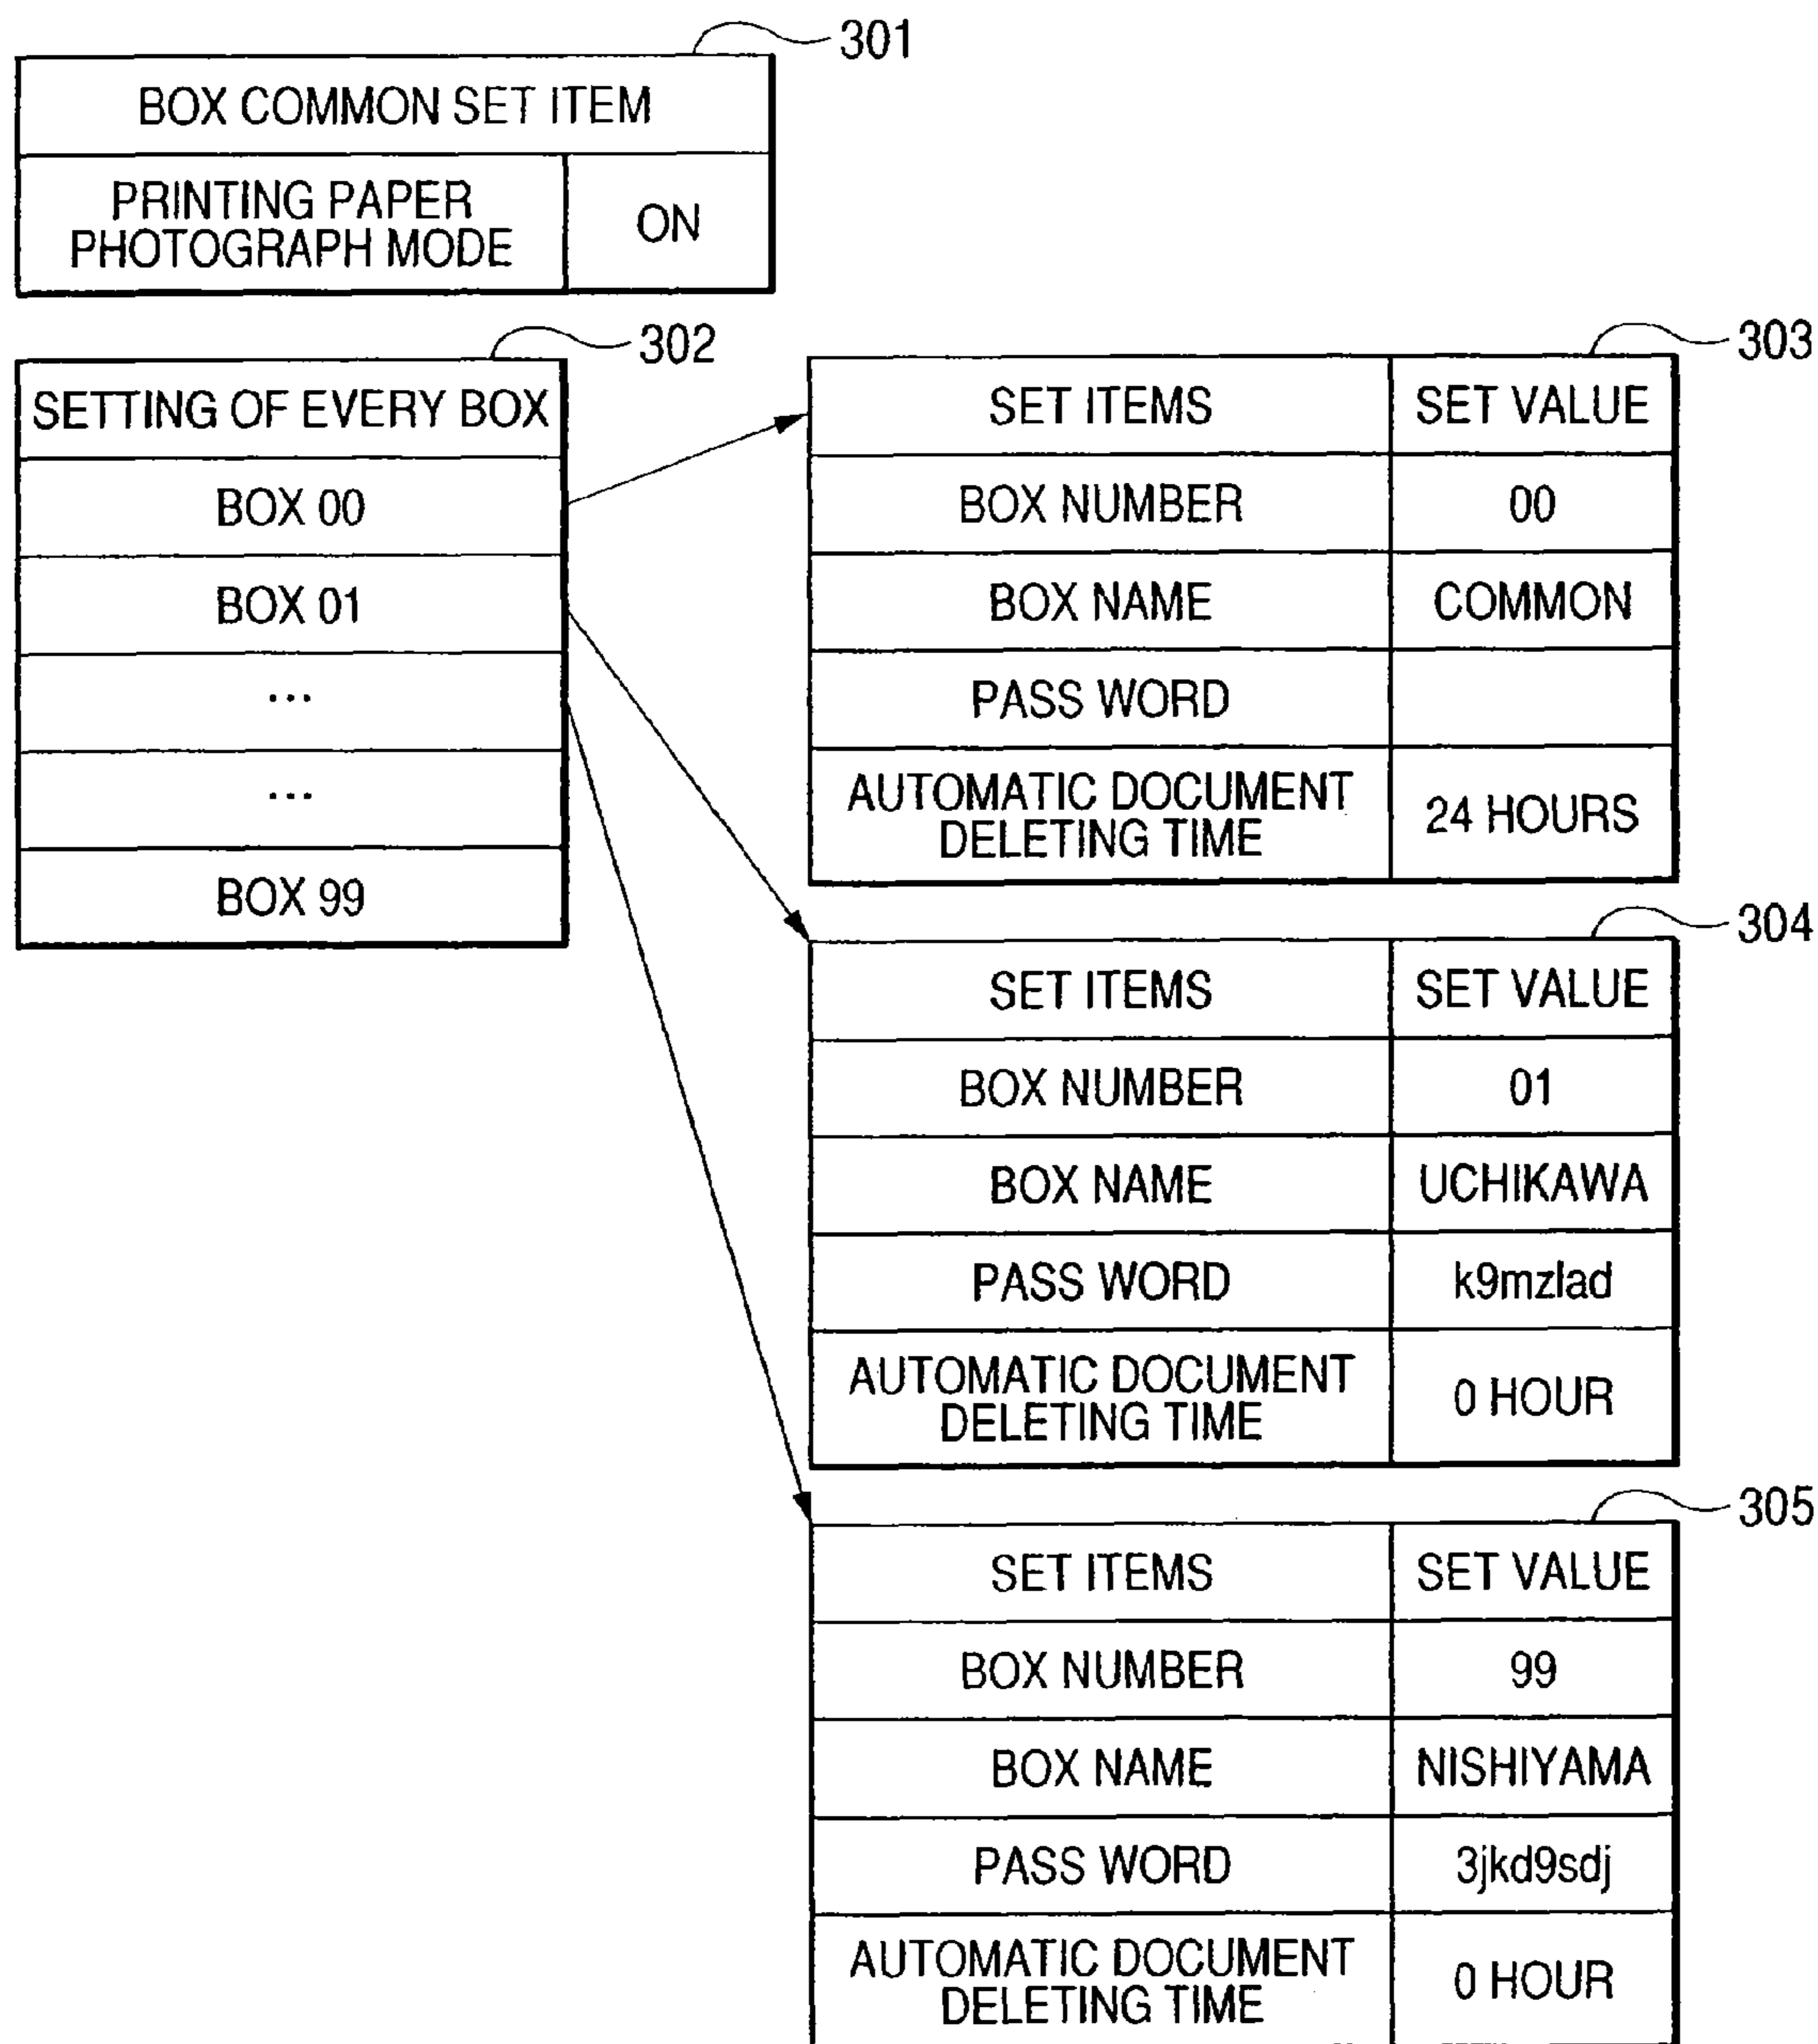 301
BOX COMMON SET ITEM
PRINTING PAPER
PHOTOGRAPH MODE
ON
302
SETTING OF EVERY BOX
BOX 00
BOX 01
...
...
BOX 99
303
SET ITEMS SET VALUE
BOX NUMBER 00
BOX NAME COMMON
PASS WORD
AUTOMATIC DOCUMENT
DELETING TIME
24 HOURS
304
SET ITEMS SET VALUE
BOX NUMBER 01
BOX NAME UCHIKAWA
PASS WORD k9mzlad
AUTOMATIC DOCUMENT
DELETING TIME
0 HOUR
305
SET ITEMS SET VALUE
BOX NUMBER 99
BOX NAME NISHIYAMA
PASS WORD 3jkd9sdj
AUTOMATIC DOCUMENT
DELETING TIME
0 HOUR